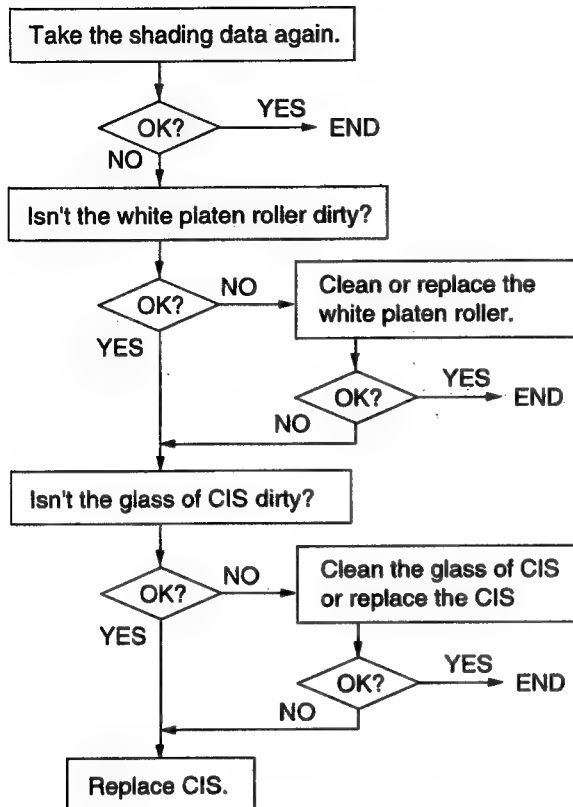 Take the shading data again.
OK?
YES
END
NO
Isn't the white platen roller dirty?
OK?
NO
Clean or replace the
white platen roller.
YES
OK?
YES
END
NO
Isn't the glass of CIS dirty?
OK?
NO
Clean the glass of CIS
or replace the CIS
YES
OK?
YES
END
NO
Replace CIS.